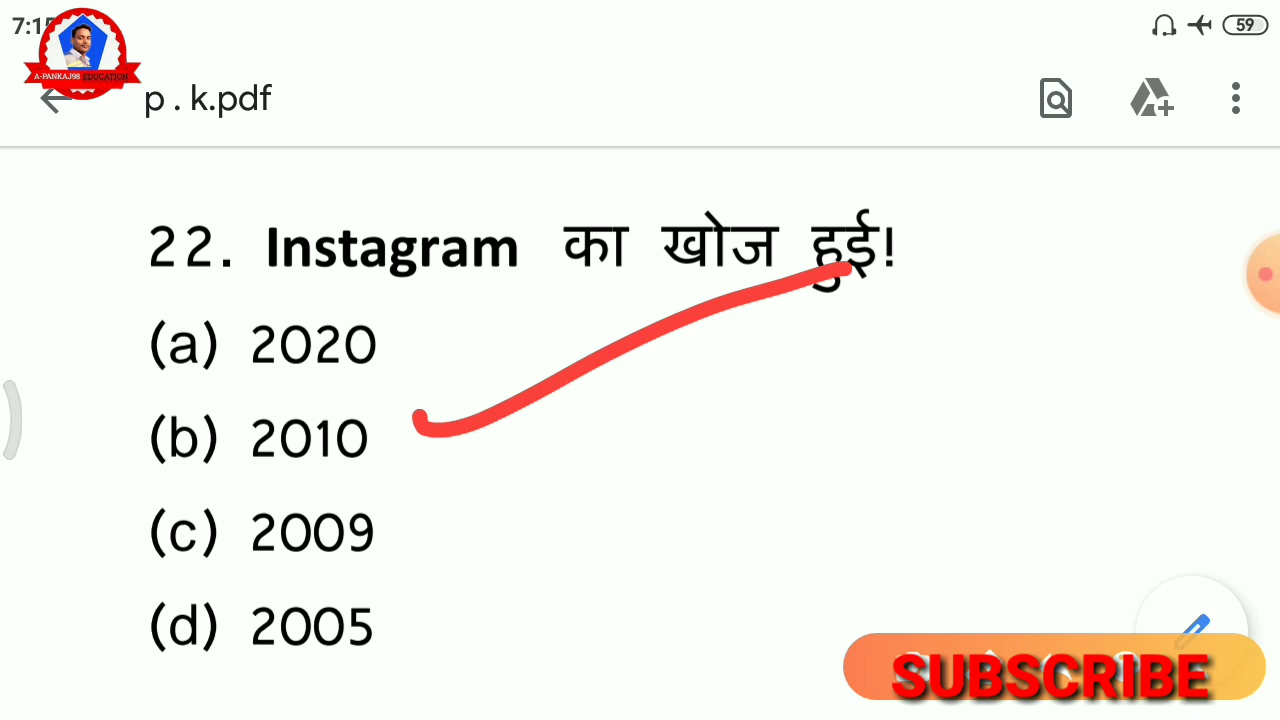 7:15
59
A-PANKAJ98 EDUCATION
p . k.pdf
22. Instagram का खोज हुई!
(a) 2020
(b) 2010
(c) 2009
(d) 2005
SUBSCRIBE